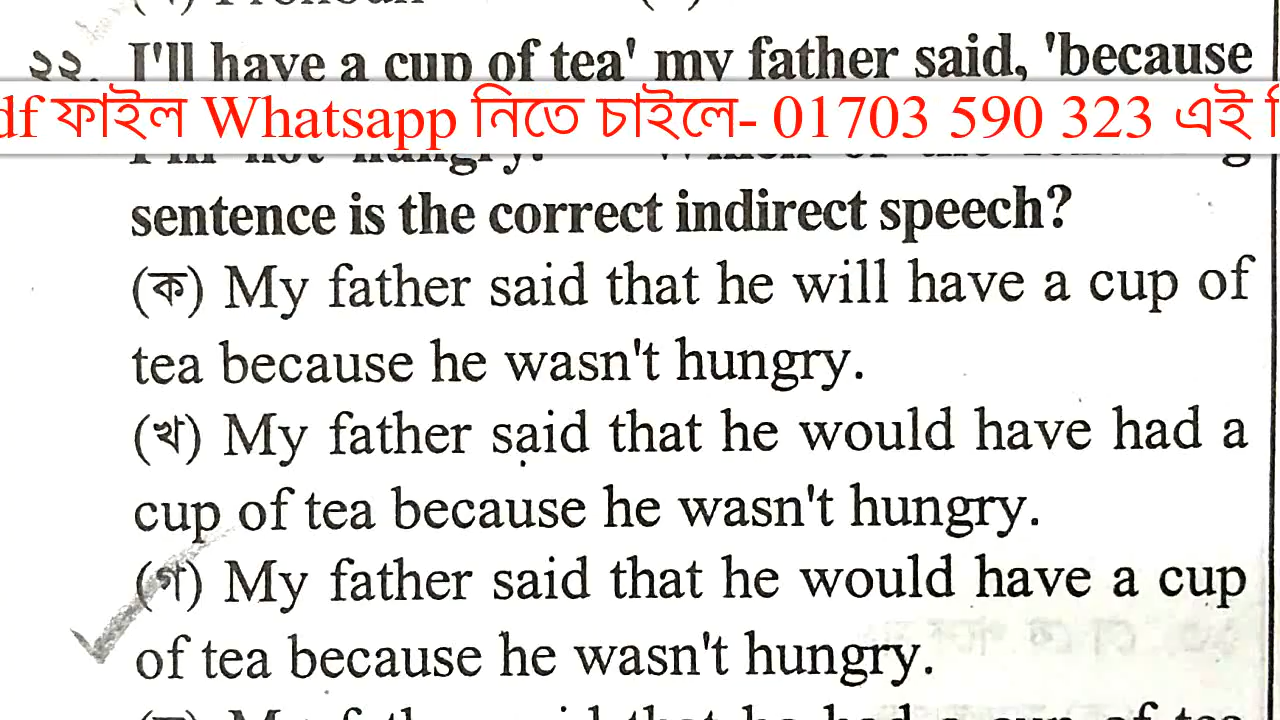 Pronoun
২২. I'll have a cup of tea' my father said, 'because
df ফাইল Whatsapp নিতে চাইলে- 01703 590 323 এই
I'm not hungry.
sentence is the correct indirect speech?
(ক) My father said that he will have a cup of
tea because he wasn't hungry.
(খ) My father said that he would have had a
cup of tea because he wasn't hungry.
(গ) My father said that he would have a cup
of tea because he wasn't hungry.